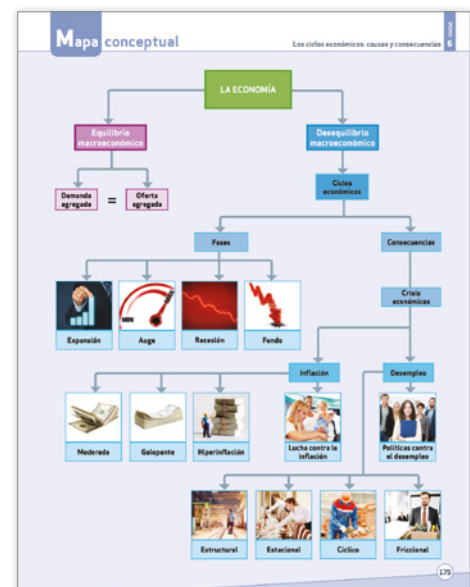 Mapa conceptual
Los ciclos económicos: causas y consecuencias
Unidad
6
LA ECONOMÍA
Equilibrio
macroeconómico
Desequilibrio
macroeconómico
Demanda
agregada
=
Oferta
agregada
Ciclos
económicos
Fases
Consecuencias
Expansión
Auge
Recesión
Fondo
Crisis
económicas
Inflación
Desempleo
Moderada
Galopante
Hiperinflación
Lucha contra la
inflación
Políticas contra
el desempleo
Estructural
Estacional
Cíclico
Friccional
175